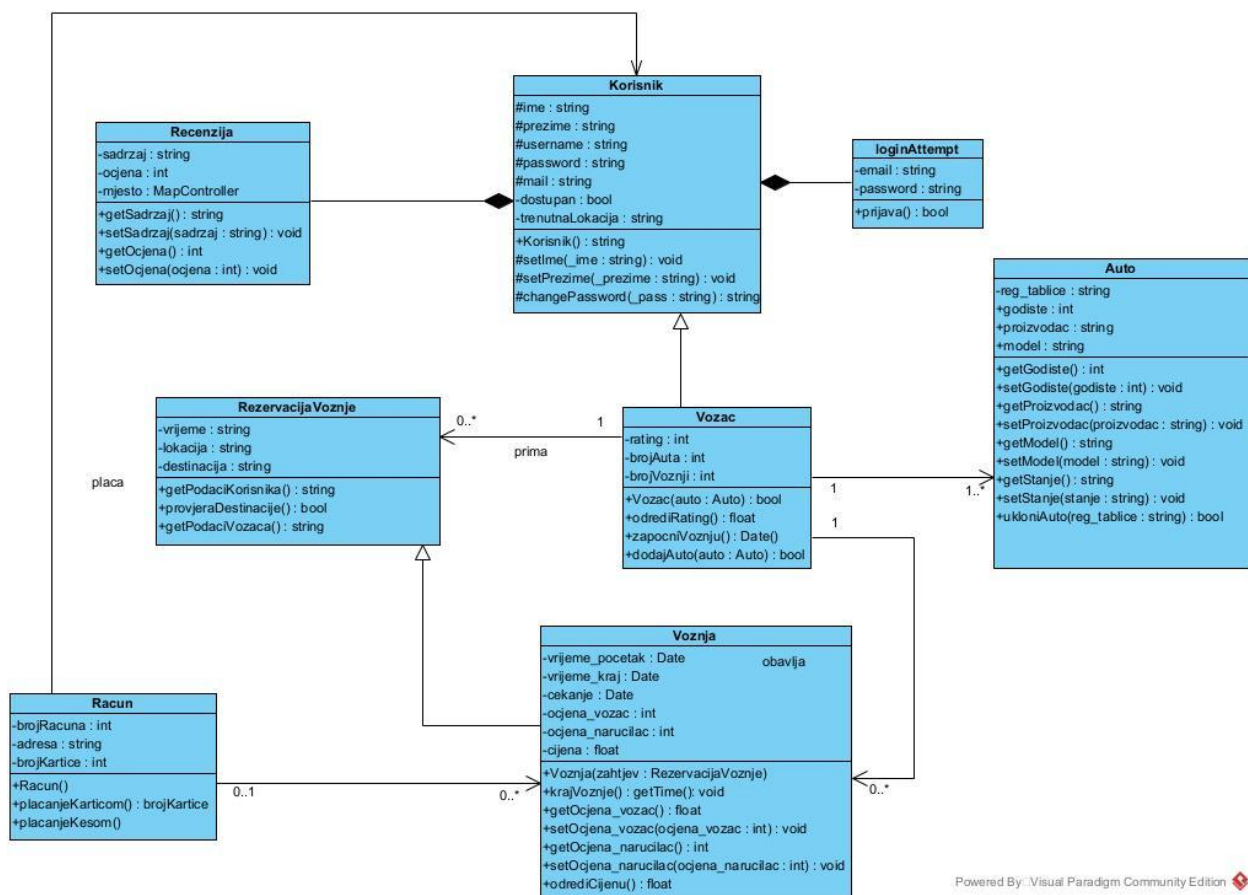 Korisnik
#ime : string
#prezime : string
#username : string
#password : string
#mail : string
-dostupan : bool
-trenutnaLokacija : string
+Korisnik() : string
#setIme(_ime : string) : void
#setPrezime(_prezime : string) : void
#changePassword(_pass : string) : string
Recenzija
-sadrzaj : string
-ocjena : int
-mjesto : MapController
+getSadrzaj() : string
+setSadrzaj(sadrzaj : string) : void
+getOcjena() : int
+setOcjena(ocjena : int) : void
loginAttempt
-email : string
-password : string
+prijava() : bool
Auto
-reg_tablice : string
+godiste : int
+proizvodac : string
+model : string
+getGodiste() : int
+setGodiste(godiste : int) : void
+getProizvodac() : string
+setProizvodac(proizvodac : string) : void
+getModel() : string
+setModel(model : string) : void
+getStanje() : string
+setStanje(stanje : string) : void
+ukloniAuto(reg_tablice : string) : bool
RezervacijaVoznje
-vrijeme : string
-lokacija : string
-destinacija : string
+getPodaciKorisnika() : string
+provjeraDestinacije() : bool
+getPodaciVozaca() : string
0..*
1
prima
Vozac
-rating : int
-brojAuta : int
-brojVoznji : int
+Vozac(auto : Auto) : bool
+odrediRating() : float
+zapocniVoznju() : Date()
+dodajAuto(auto : Auto) : bool
1
1..*
1
placa
Voznja
-vrijeme_pocetak : Date
-vrijeme_kraj : Date
-cekanje : Date
-ocjena_vozac : int
-ocjena_narucilac : int
-cijena : float
+Voznja(zahtjev : RezervacijaVoznje)
+krajVoznje() : getTime(): void
+getOcjena_vozac() : float
+setOcjena_vozac(ocjena_vozac : int) : void
+getOcjena_narucilac() : int
+setOcjena_narucilac(ocjena_narucilac : int) : void
+odrediCijenu() : float
obavlja
0..*
Racun
-brojRacuna : int
-adresa : string
-brojKartice : int
+Racun()
+placanjeKarticom() : brojKartice
+placanjeKesom()
0..1
0..*
Powered By Visual Paradigm Community Edition